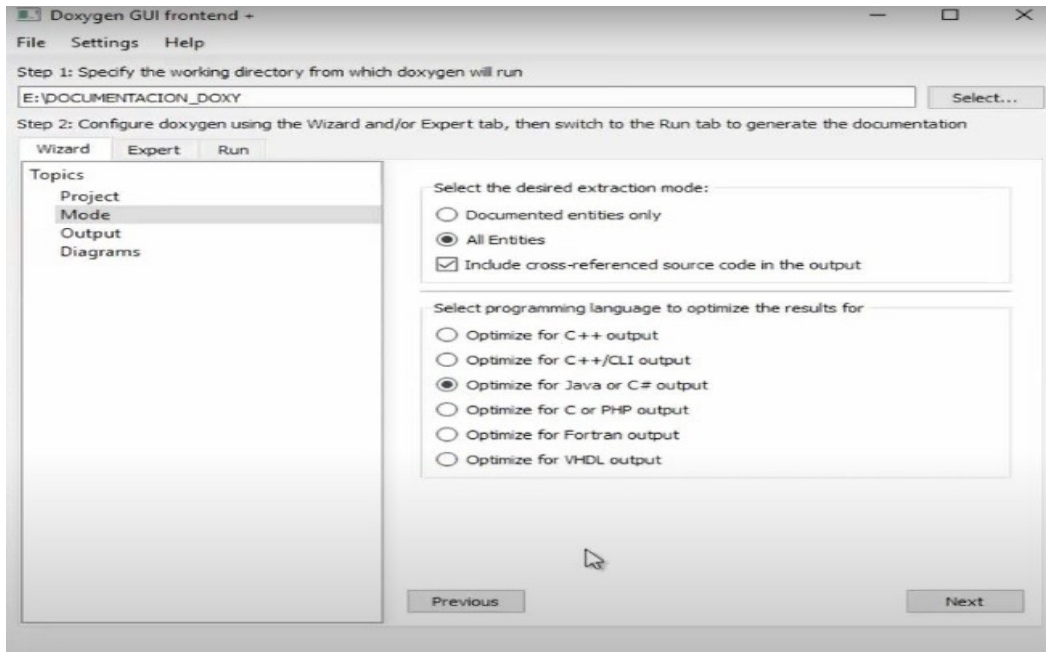 Doxygen GUI frontend +
File Settings Help
Step 1: Specify the working directory from which doxygen will run
E:\DOCUMENTACION_DOXY
Select...
Step 2: Configure doxygen using the Wizard and/or Expert tab, then switch to the Run tab to generate the documentation
Wizard Expert Run
Topics
Project
Mode
Output
Diagrams
Select the desired extraction mode:
Documented entities only
All Entities
Include cross-referenced source code in the output
Select programming language to optimize the results for
Optimize for C++ output
Optimize for C++/CLI output
Optimize for Java or C# output
Optimize for C or PHP output
Optimize for Fortran output
Optimize for VHDL output
Previous
Next